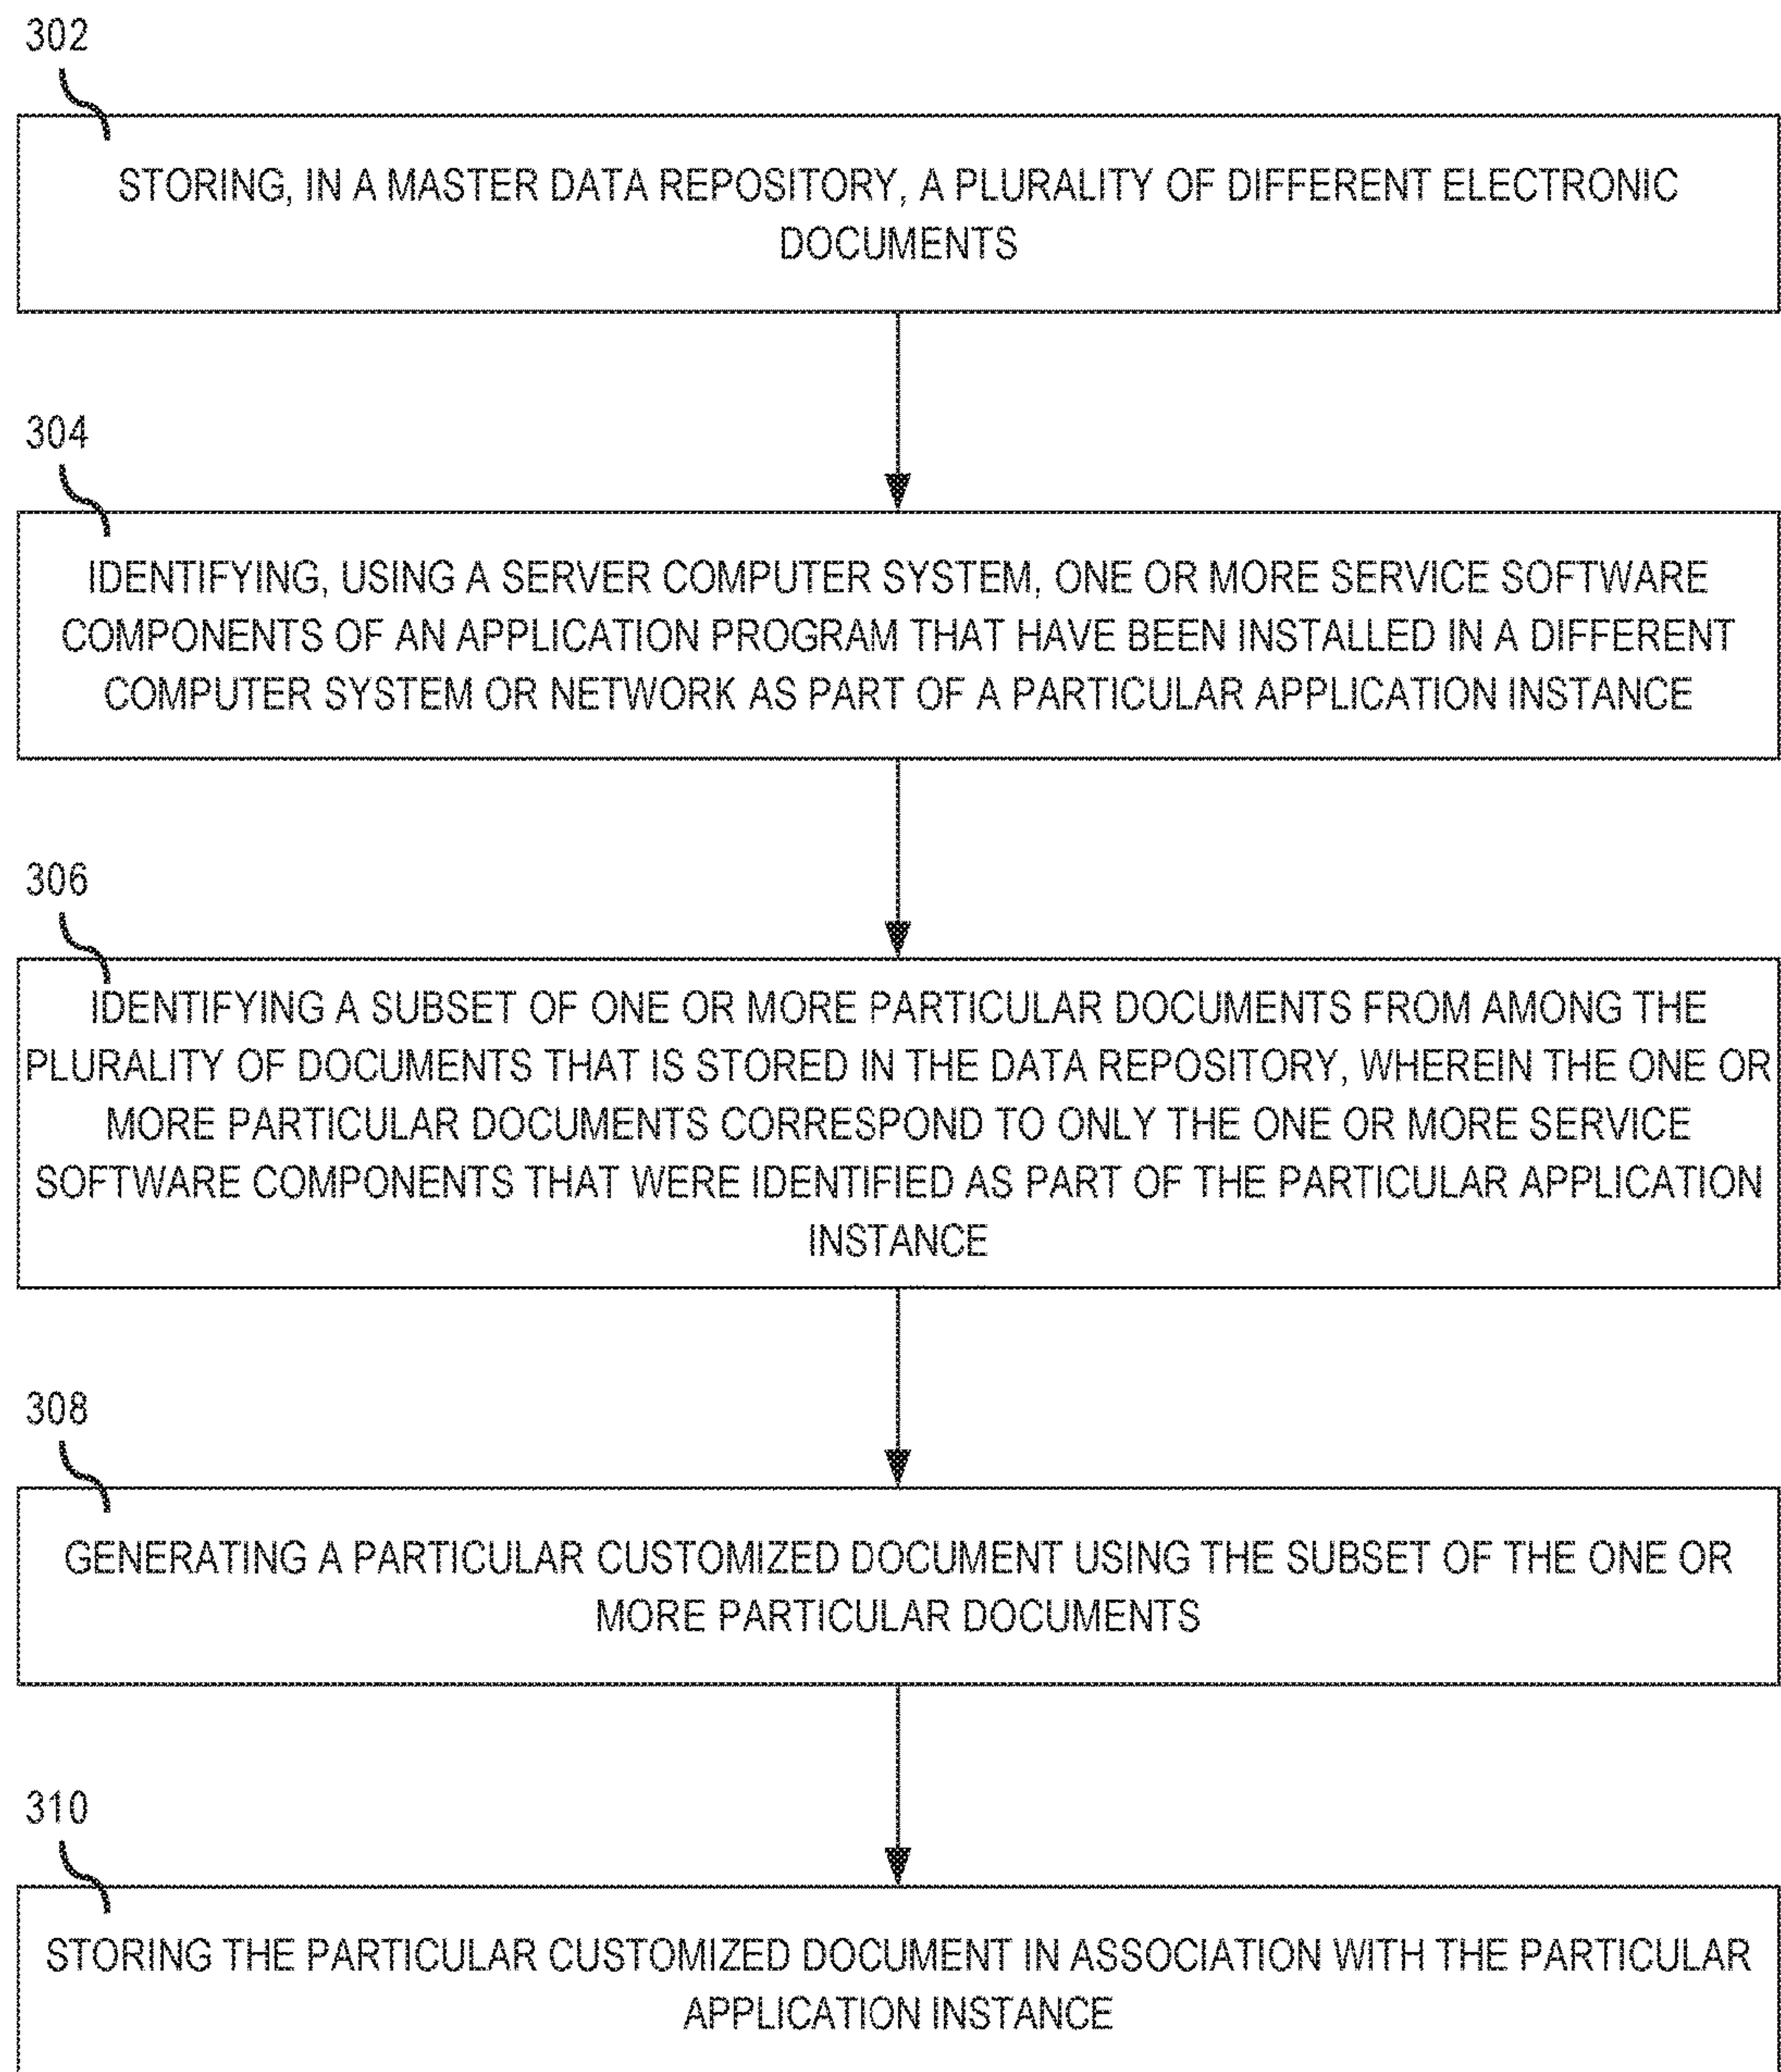 302
STORING, IN A MASTER DATA REPOSITORY, A PLURALITY OF DIFFERENT ELECTRONIC
DOCUMENTS
304
IDENTIFYING, USING A SERVER COMPUTER SYSTEM, ONE OR MORE SERVICE SOFTWARE
COMPONENTS OF AN APPLICATION PROGRAM THAT HAVE BEEN INSTALLED IN A DIFFERENT
COMPUTER SYSTEM OR NETWORK AS PART OF A PARTICULAR APPLICATION INSTANCE
306
IDENTIFYING A SUBSET OF ONE OR MORE PARTICULAR DOCUMENTS FROM AMONG THE
PLURALITY OF DOCUMENTS THAT IS STORED IN THE DATA REPOSITORY, WHEREIN THE ONE OR
MORE PARTICULAR DOCUMENTS CORRESPOND TO ONLY THE ONE OR MORE SERVICE
SOFTWARE COMPONENTS THAT WERE IDENTIFIED AS PART OF THE PARTICULAR APPLICATION
INSTANCE
308
GENERATING A PARTICULAR CUSTOMIZED DOCUMENT USING THE SUBSET OF THE ONE OR
MORE PARTICULAR DOCUMENTS
310
STORING THE PARTICULAR CUSTOMIZED DOCUMENT IN ASSOCIATION WITH THE PARTICULAR
APPLICATION INSTANCE